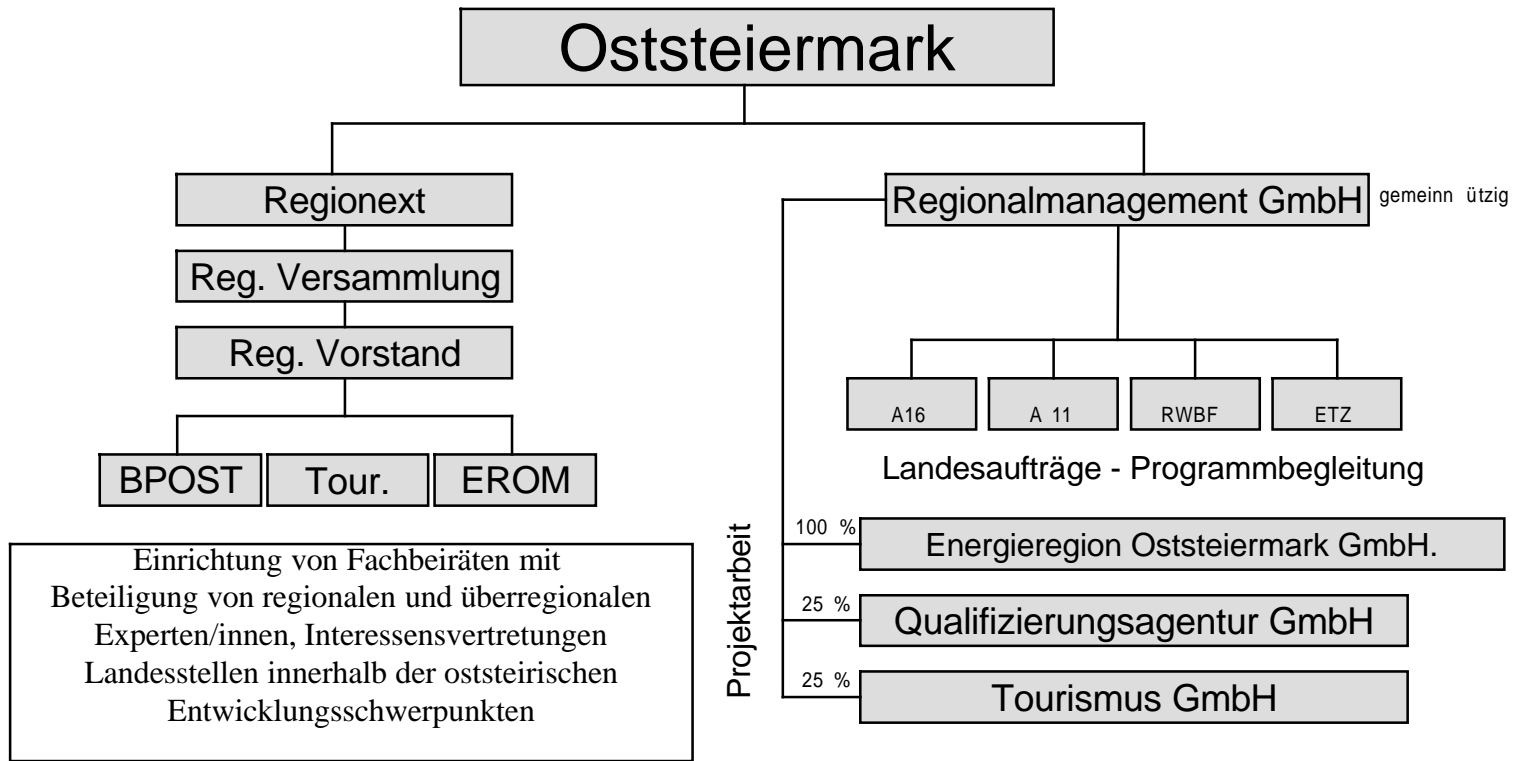 Oststeiermark
Regionext
Reg. Versammlung
Reg. Vorstand
BPOST
Tour.
EROM
Einrichtung von Fachbeiräten mit
Beteiligung von regionalen und überregionalen
Experten/innen, Interessensvertretungen
Landesstellen innerhalb der oststeirischen
Entwicklungsschwerpunkten
Regionalmanagement GmbH
gemeinn ützig
A16
A 11
RWBF
ETZ
Landesaufträge - Programmbegleitung
Projektarbeit
100 %
Energieregion Oststeiermark GmbH.
25 %
Qualifizierungsagentur GmbH
25 %
Tourismus GmbH